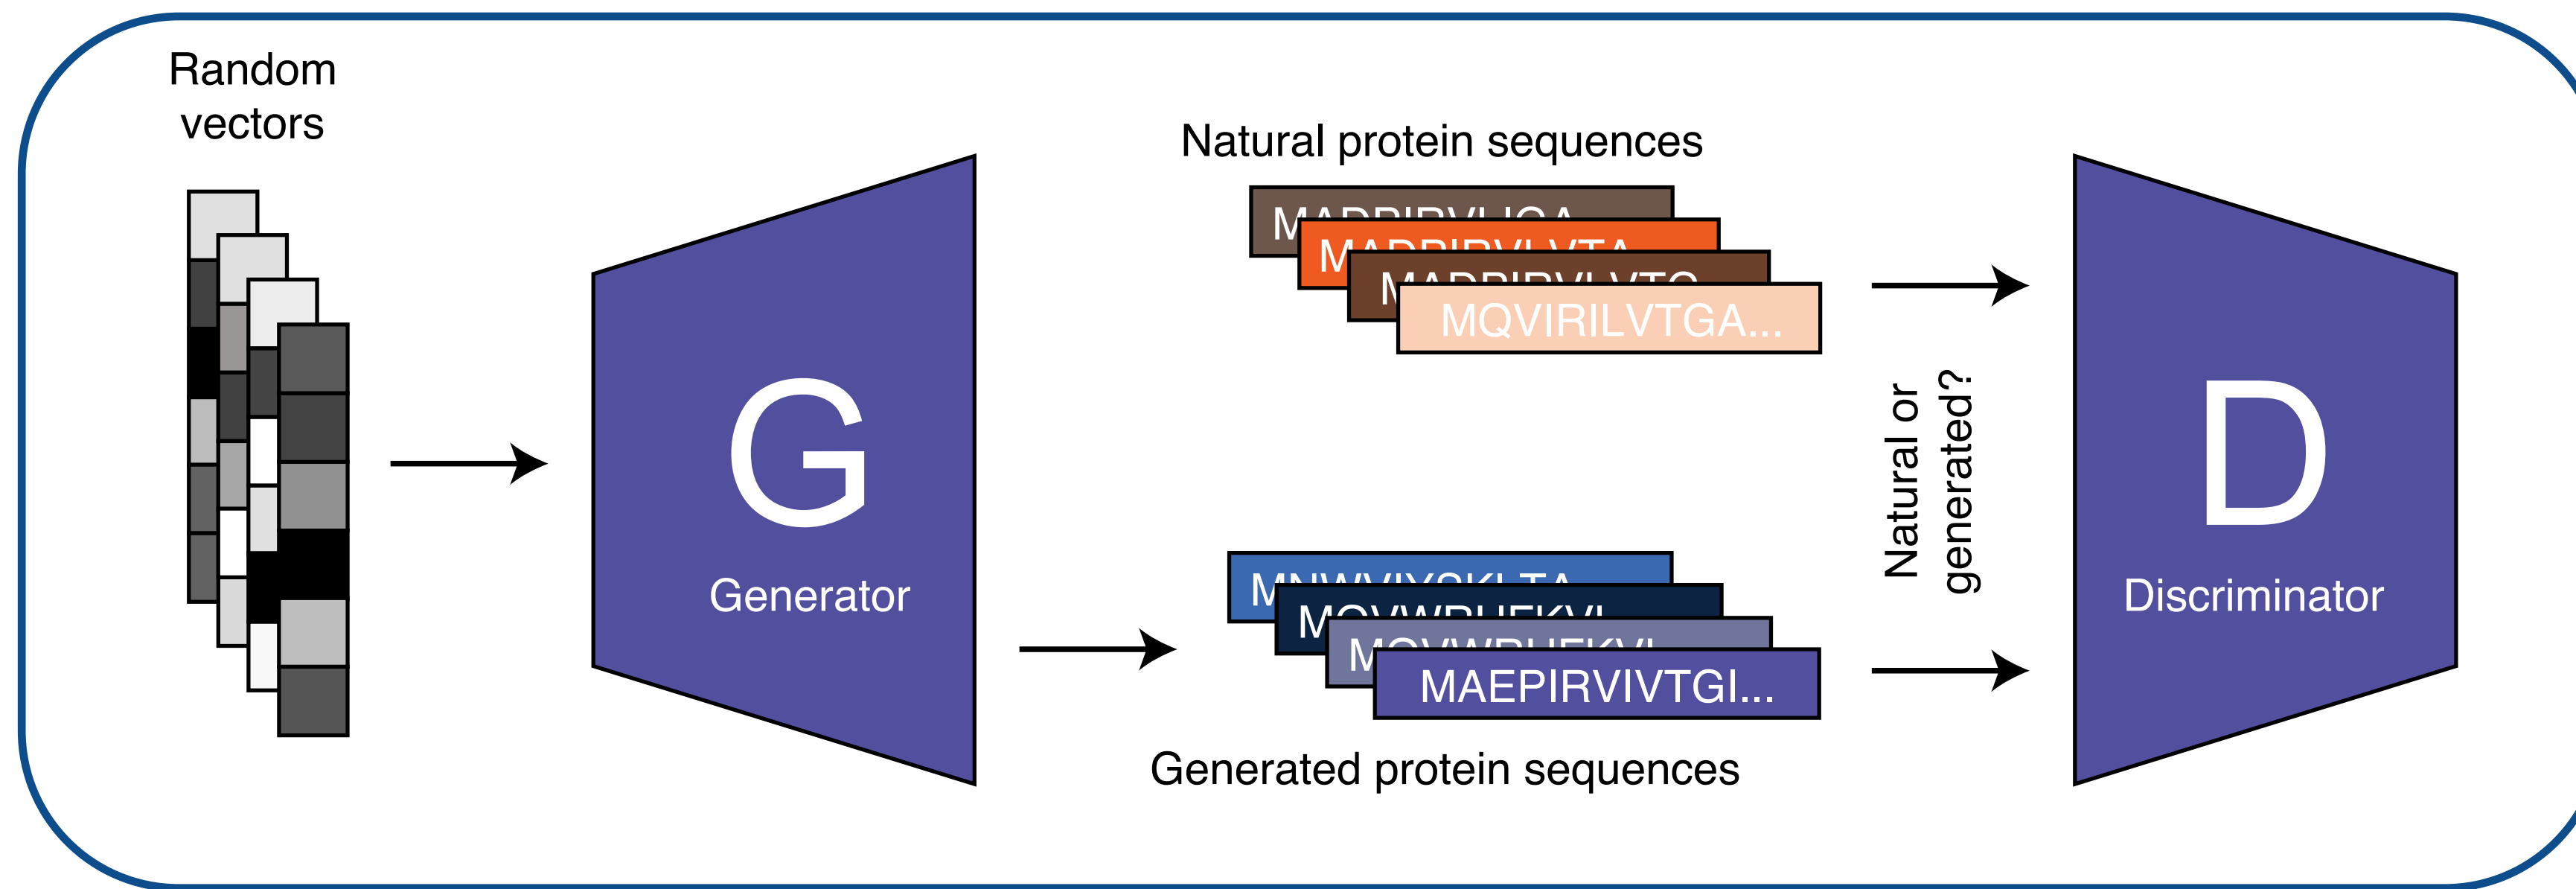 Random
vectors
Natural protein sequences
MQVIRILVTGA...
G
Generator
Natural or
generated?
D
Discriminator
MAEPIRVIVTGI...
Generated protein sequences